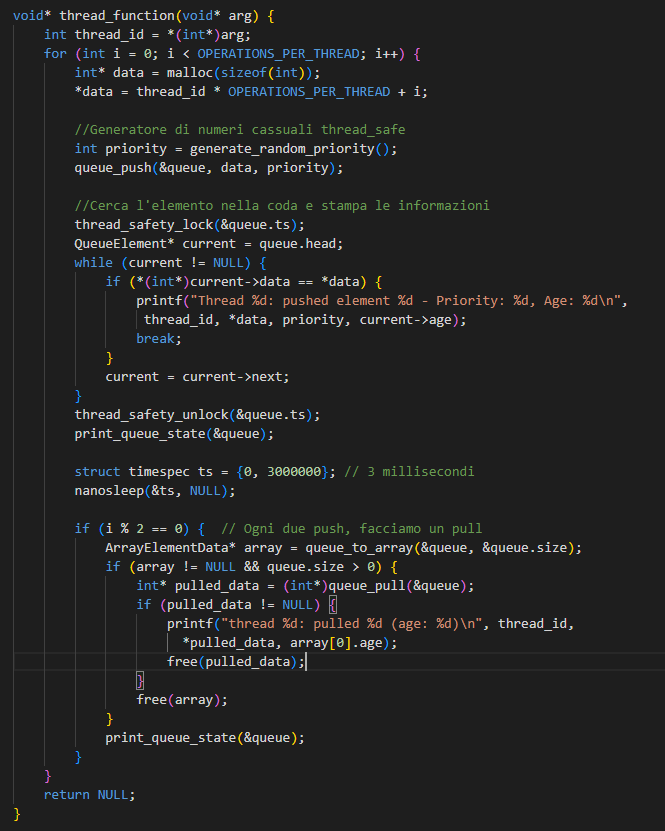 void* thread_function(void* arg) {
    int thread_id = *(int*)arg;
    for (int i = 0; i < OPERATIONS_PER_THREAD; i++) {
        int* data = malloc(sizeof(int));
        *data = thread_id * OPERATIONS_PER_THREAD + i;

        //Generatore di numeri cassuali thread_safe
        int priority = generate_random_priority();
        queue_push(&queue, data, priority);

        //Cerca l'elemento nella coda e stampa le informazioni
        thread_safety_lock(&queue.ts);
        QueueElement* current = queue.head;
        while (current != NULL) {
            if (*(int*)current->data == *data) {
                printf("Thread %d: pushed element %d - Priority: %d, Age: %d\n",
                 thread_id, *data, priority, current->age);
                break;
            }
            current = current->next;
        }
        thread_safety_unlock(&queue.ts);
        print_queue_state(&queue);

        struct timespec ts = {0, 3000000}; // 3 millisecondi
        nanosleep(&ts, NULL);

        if (i % 2 == 0) {  // Ogni due push, facciamo un pull
            ArrayElementData* array = queue_to_array(&queue, &queue.size);
            if (array != NULL && queue.size > 0) {
                int* pulled_data = (int*)queue_pull(&queue);
                if (pulled_data != NULL) {
                    printf("thread %d: pulled %d (age: %d)\n", thread_id,
                      *pulled_data, array[0].age);
                    free(pulled_data);
                }
                free(array);
            }
            print_queue_state(&queue);
        }
    }
    return NULL;
}